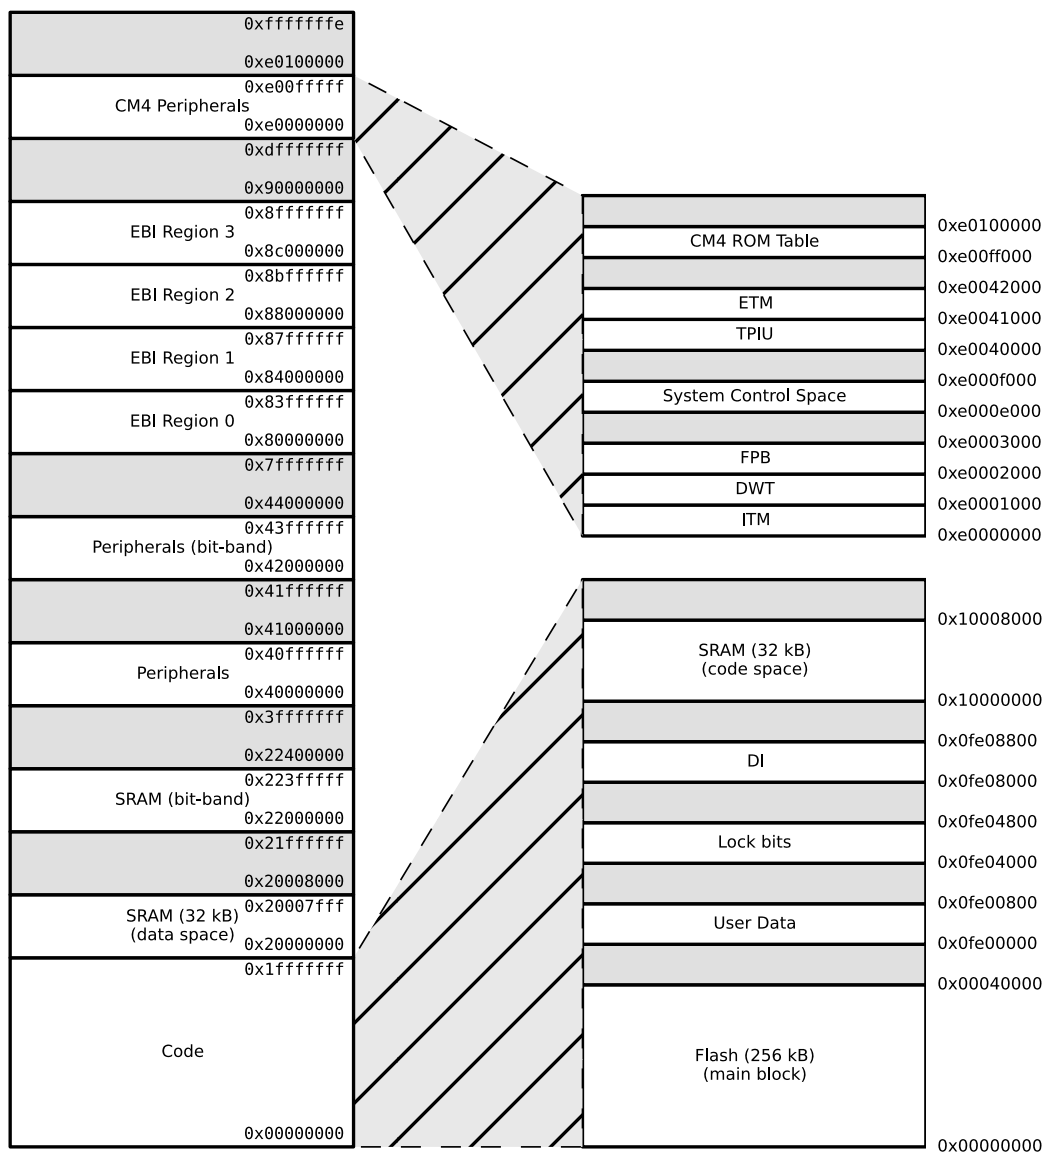 0xfffffffe
0xe0100000
0xe00fffff
CM4 Peripherals
0xe0000000
0xdfffffff
0x90000000
0x8fffffff
EBI Region 3
0x8c000000
0x8bffffff
EBI Region 2
0x88000000
0x87ffffff
EBI Region 1
0x84000000
0x83ffffff
EBI Region 0
0x80000000
0x7fffffff
0x44000000
0x43ffffff
Peripherals (bit-band)
0x42000000
0x41ffffff
0x41000000
0x40ffffff
Peripherals
0x40000000
0x3fffffff
0x22400000
0x223fffff
SRAM (bit-band)
0x22000000
0x21ffffff
0x20008000
0x20007fff
SRAM (32 kB)
(data space)
0x20000000
0x1fffffff
Code
0x00000000
0xe0100000
CM4 ROM Table
0xe00ff000
0xe0042000
ETM
0xe0041000
TPIU
0xe0040000
0xe000f000
System Control Space
0xe000e000
0xe0003000
FPB
0xe0002000
DWT
0xe0001000
ITM
0xe0000000
0x10008000
SRAM (32 kB)
(code space)
0x10000000
0x0fe08800
DI
0x0fe08000
0x0fe04800
Lock bits
0x0fe04000
0x0fe00800
User Data
0x0fe00000
0x00040000
Flash (256 kB)
(main block)
0x00000000